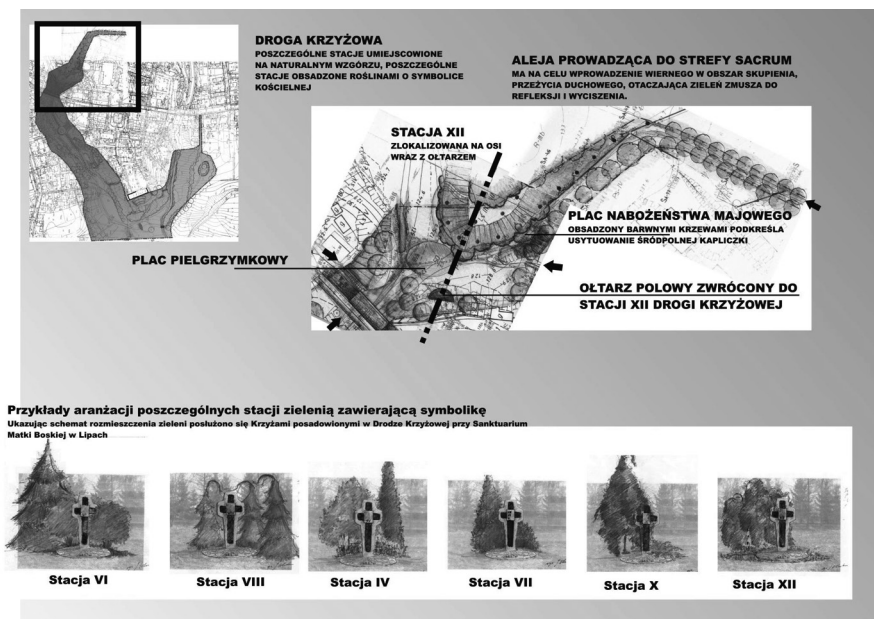 DROGA KRZYŻOWA
POSZCZEGÓLNE STACJE UMIEJSCOWIONE
NA NATURALNYM WZGÓRZU, POSZCZEGÓLNE
STACJE OBSADZONE ROŚLINAMI O SYMBOLICE
KOŚCIELNEJ
ALEJA PROWADZĄCA DO STREFY SACRUM
MA NA CELU WPROWADZENIE WIERNEGO W OBSZAR SKUPIENIA,
PRZEŻYCIA DUCHOWEGO, OTACZAJĄCA ZIELEŃ ZMUSZA DO
REFLEKSJI I WYCISZENIA.
STACJA XII
ZLOKALIZOWANA NA OSI
WRAZ Z OŁTARZEM
PLAC NABOŻEŃSTWA MAJOWEGO
OBSADZONY BARWNYMI KRZEWAMI PODKREŚLA
USYTUOWANIE ŚRÓDPOLNEJ KAPLICZKI
PLAC PIELGRZYMKOWY
OŁTARZ POLOWY ZWRÓCONY DO
STACJI XII DROGI KRZYŻOWEJ
Przykłady aranżacji poszczególnych stacji zielenią zawierającą symbolikę
Ukazując schemat rozmieszczenia zieleni posłużono się Krzyżami posadowionymi w Drodze Krzyżowej przy Sanktuarium
Matki Boskiej w Lipach
Stacja VI
Stacja VIII
Stacja IV
Stacja VII
Stacja X
Stacja XII